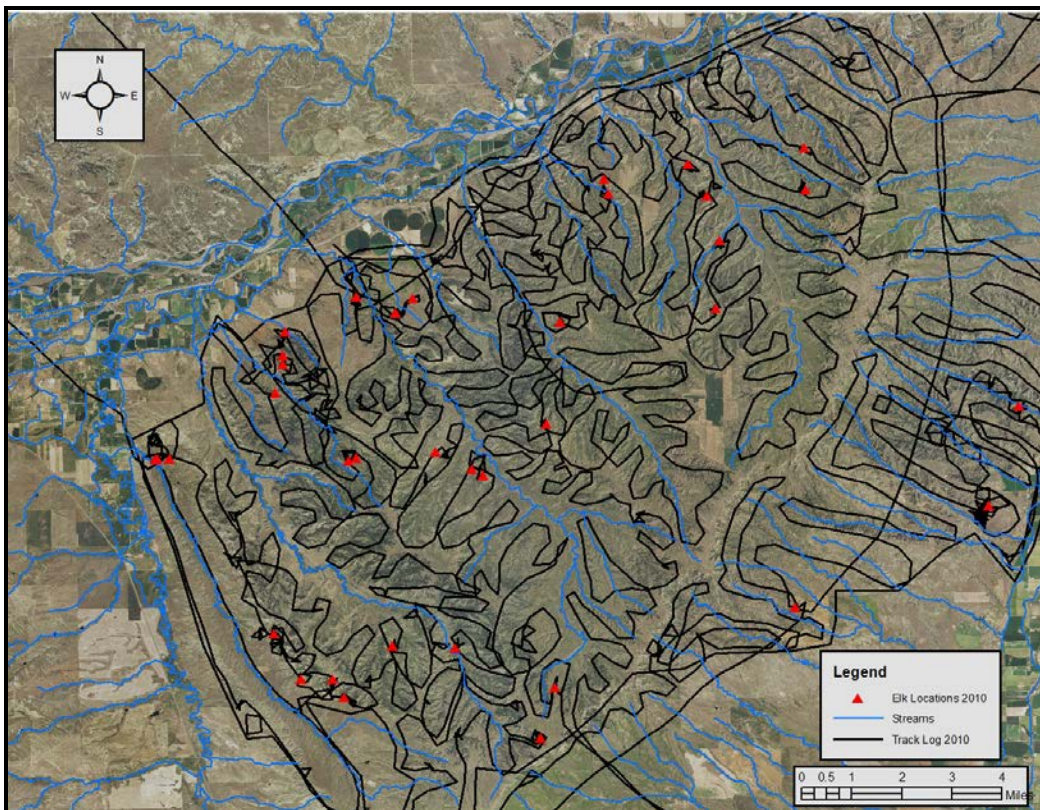 N
W E
S
Legend
Elk Locations 2010
Streams
Track Log 2010
0 0.5 1 2 3 4
Miles